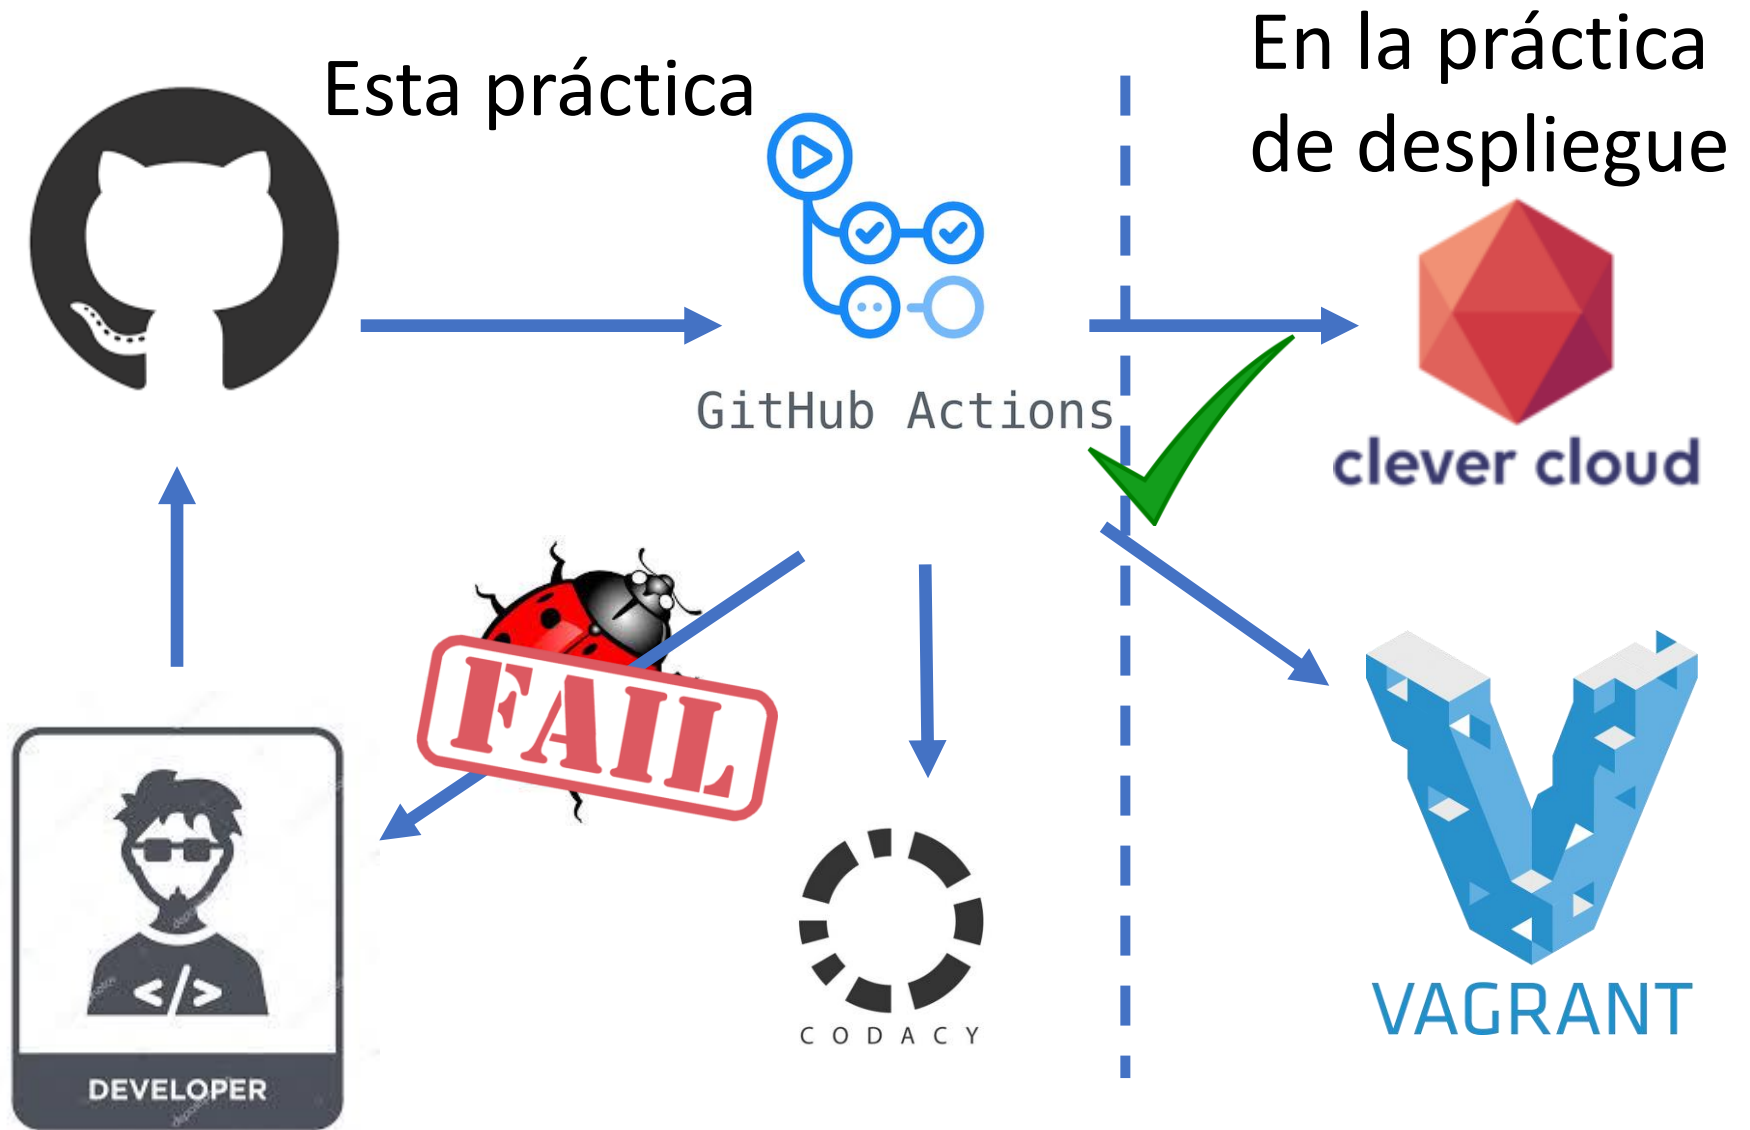 Esta práctica
En la práctica
de despliegue
GitHub Actions
clever cloud
FAIL
</>
CODACY
VAGRANT
DEVELOPER